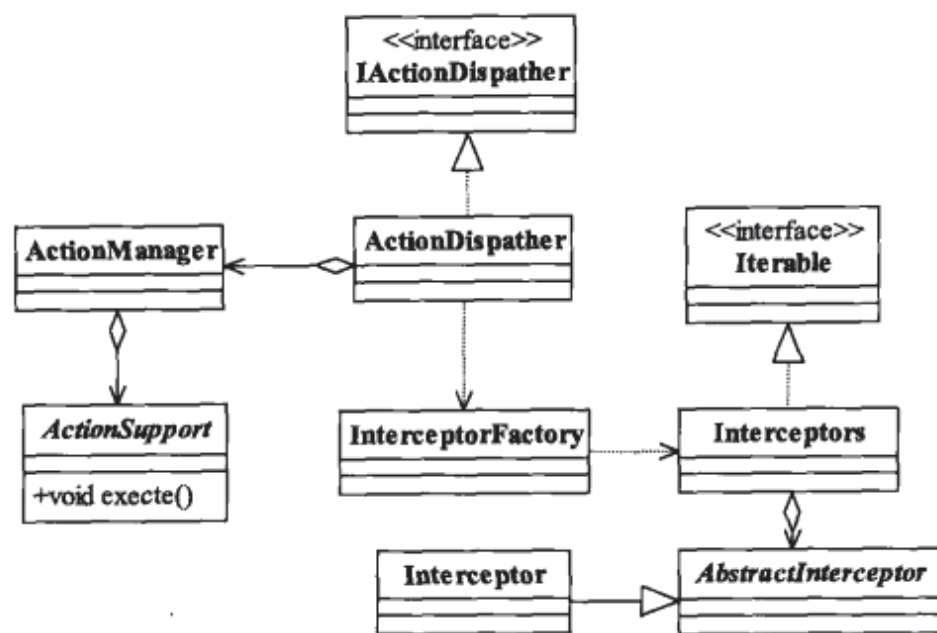 <<interface>>
IActionDispather
ActionManager
ActionDispather
<<interface>>
Iterable
ActionSupport
+void execte()
InterceptorFactory
Interceptors
Interceptor
AbstractInterceptor